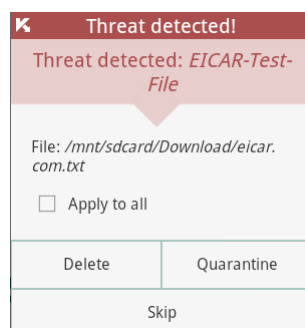 Threat detected!
Threat detected: EICAR-Test-
File
File: /mnt/sdcard/Download/eicar.
com.txt
Apply to all
Delete
Quarantine
Skip